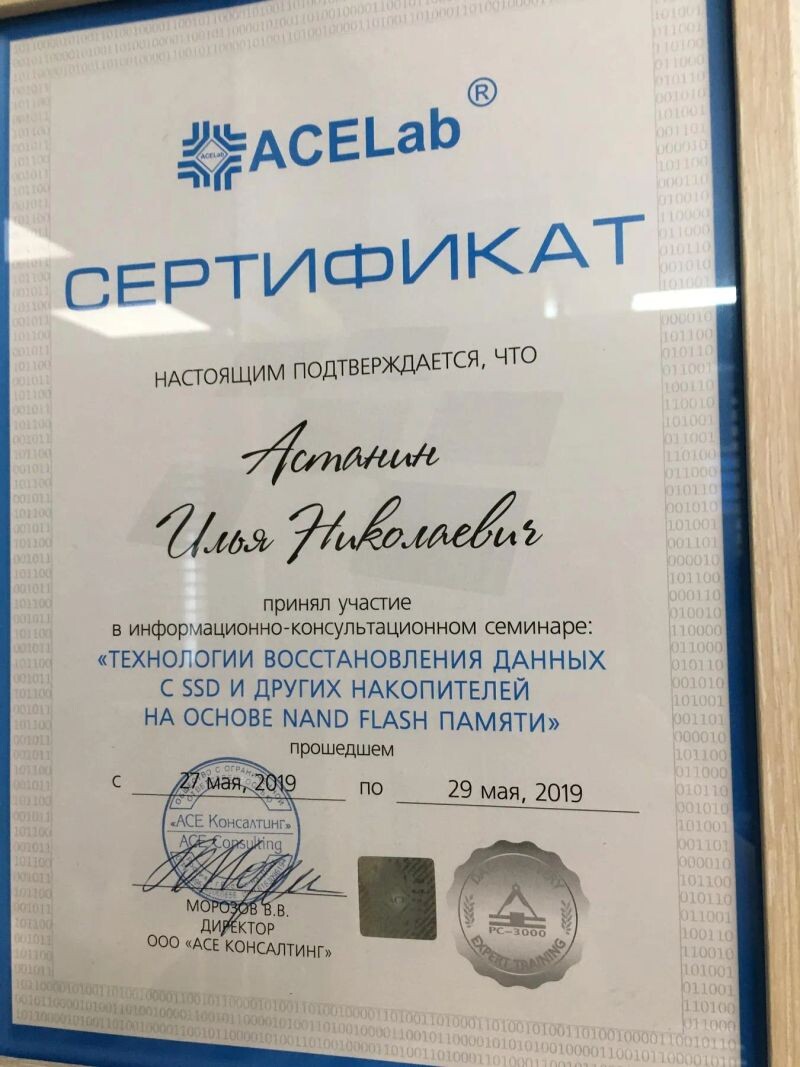 ACELab®
ACELab
СЕРТИФИКАТ
НАСТОЯЩИМ ПОДТВЕРЖДАЕТСЯ, ЧТО
Астанин
Илья Николаевич
принял участие
в информационно-консультационном семинаре:
«ТЕХНОЛОГИИ ВОССТАНОВЛЕНИЯ ДАННЫХ
С SSD И ДРУГИХ НАКОПИТЕЛЕЙ
НА ОСНОВЕ NAND FLASH ПАМЯТИ»
прошедшем
с 27 мая, 2019 по 29 мая, 2019
«АСЕ Консалтинг»
ACE Consulting
МОРОЗОВ В.В.
ДИРЕКТОР
ООО «АСЕ КОНСАЛТИНГ»
PC-3000
EXPERT TRAINING